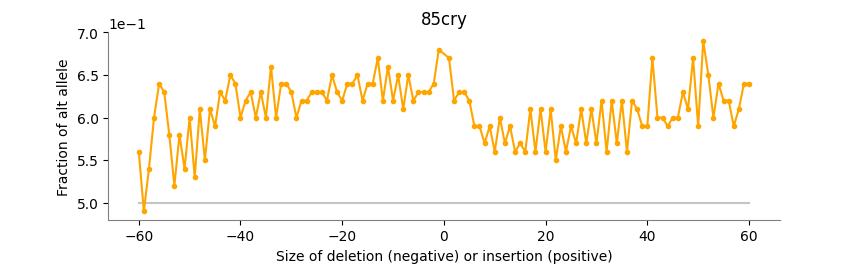 85cry
1e−1
7.0
6.5
6.0
5.5
5.0
Fraction of alt allele
−60 −40 −20 0 20 40 60
Size of deletion (negative) or insertion (positive)